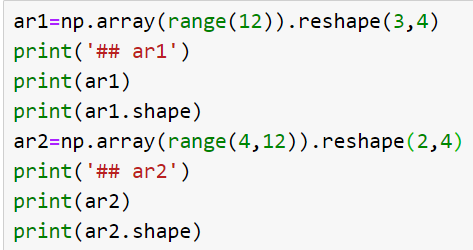 ar1=np.array(range(12)).reshape(3,4)
print('## ar1')
print(ar1)
print(ar1.shape)
ar2=np.array(range(4,12)).reshape(2,4)
print('## ar2')
print(ar2)
print(ar2.shape)